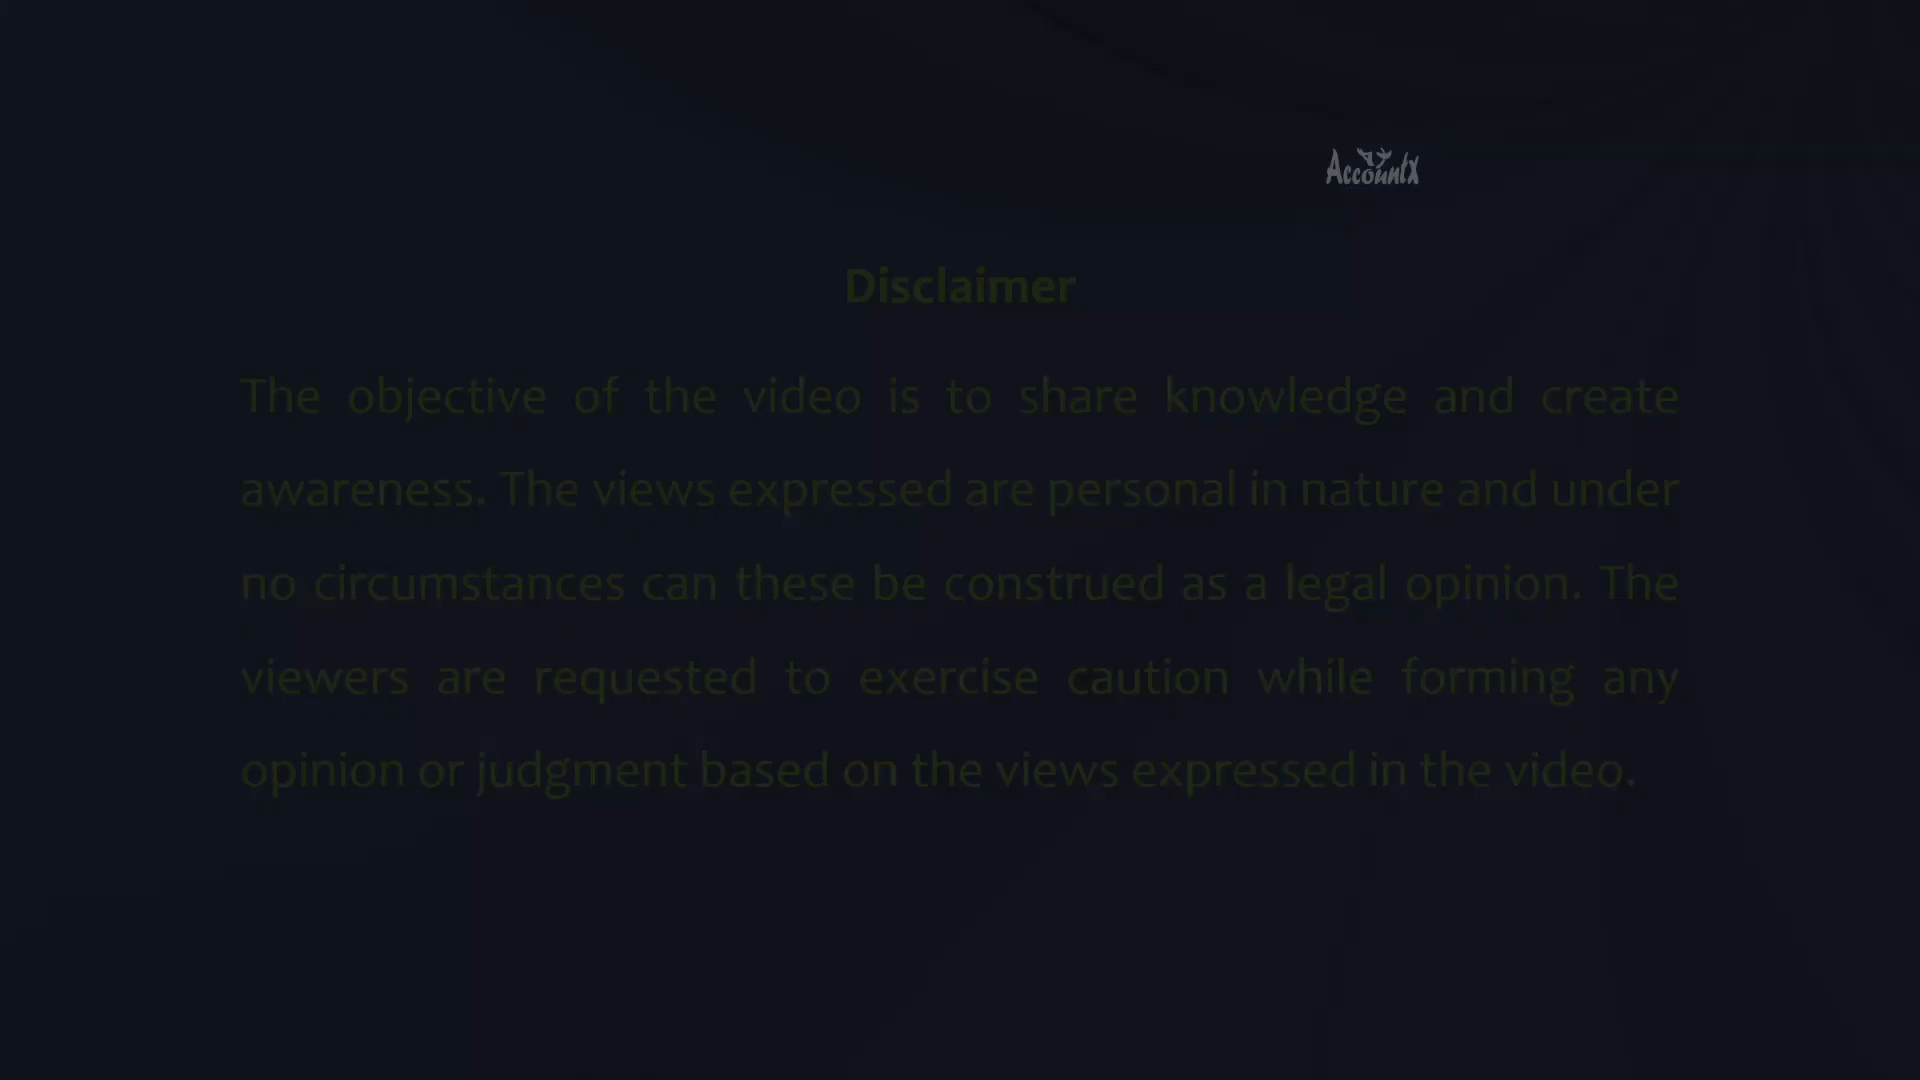 AccountX
Disclaimer
The objective of the video is to share knowledge and create
awareness. The views expressed are personal in nature and under
no circumstances can these be construed as a legal opinion. The
viewers are requested to exercise caution while forming any
opinion or judgment based on the views expressed in the video.